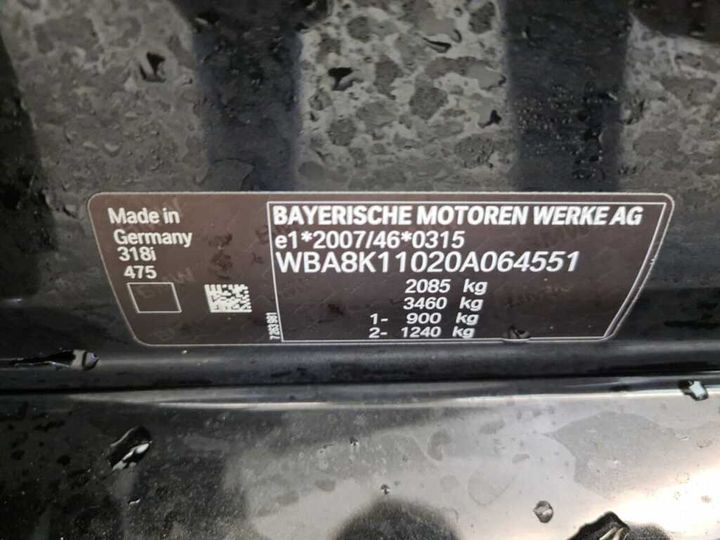 Made in
Germany
318i
475
BAYERISCHE MOTOREN WERKE AG
e1*2007/46*0315
WBA8K11020A064551
2085 kg
3460 kg
1- 900 kg
2- 1240 kg